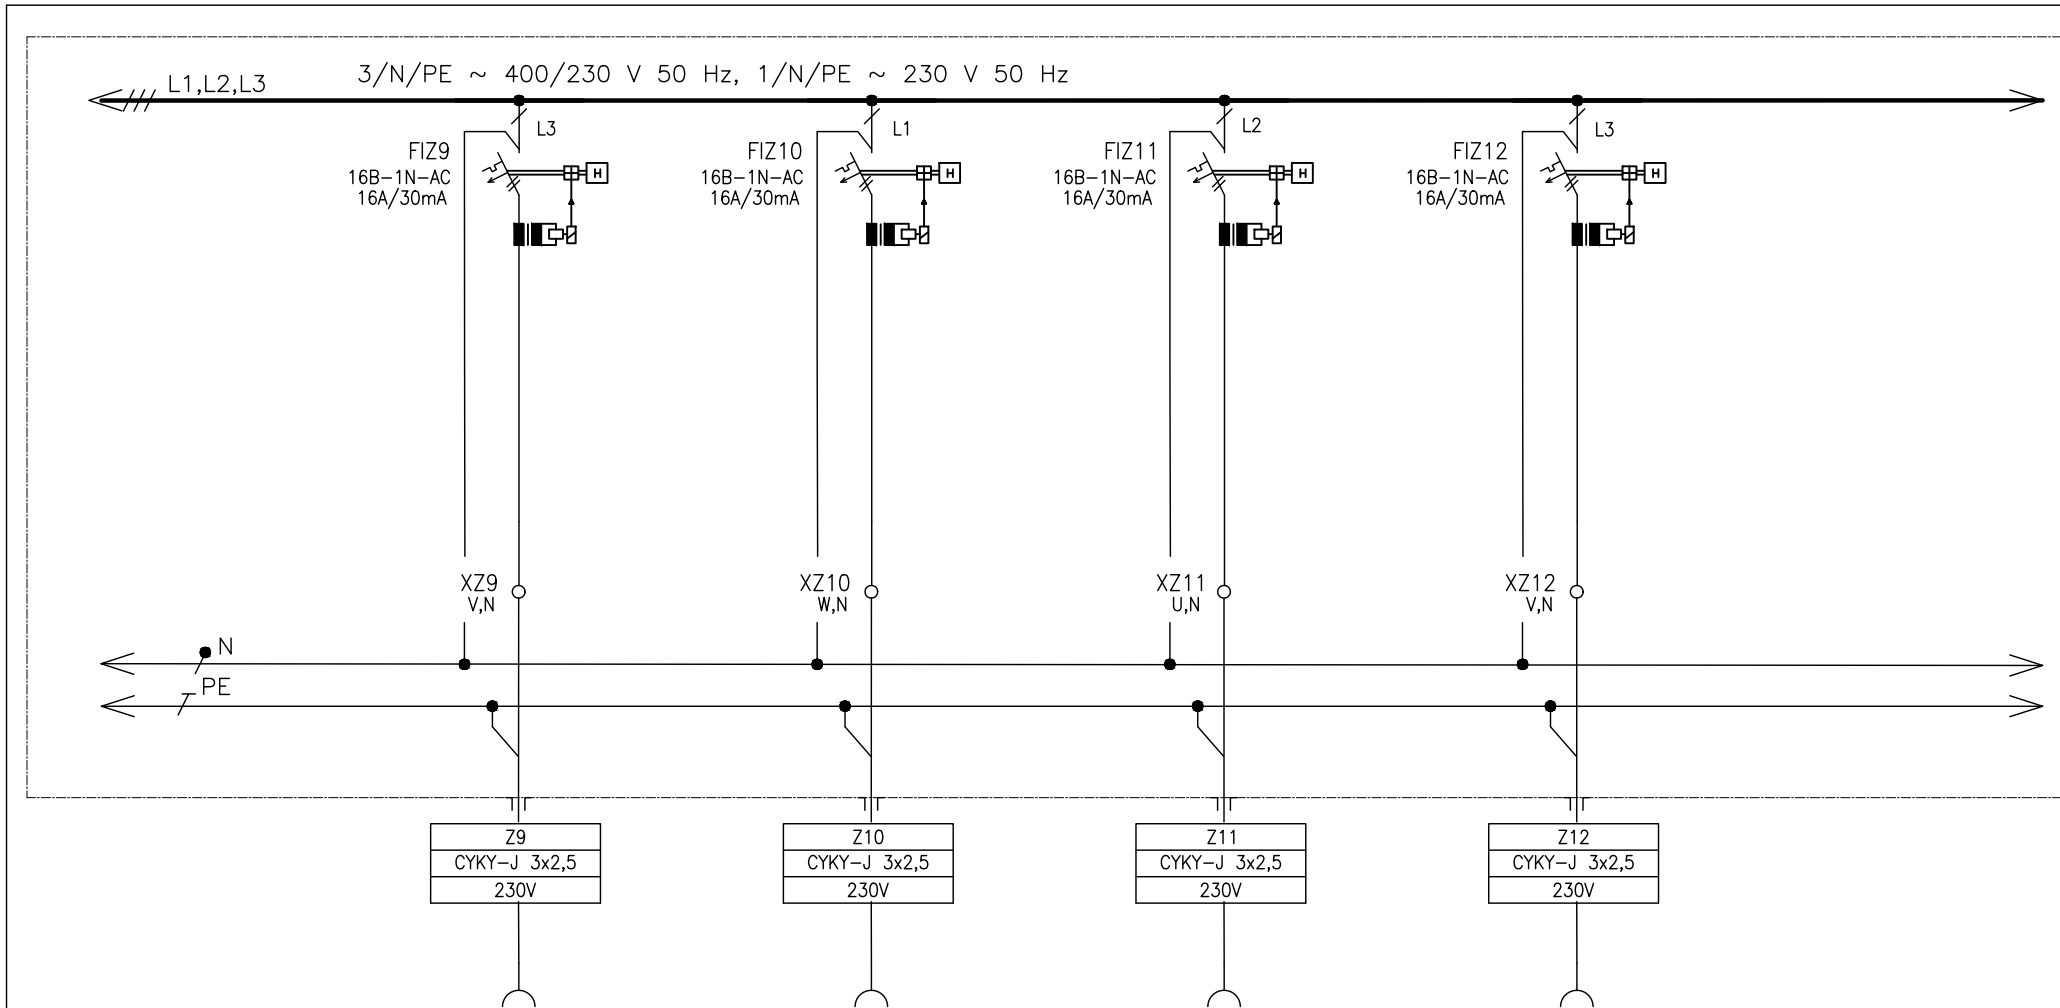 L1,L2,L3
3/N/PE ~ 400/230 V 50 Hz, 1/N/PE ~ 230 V 50 Hz
L3
FIZ9
16B-1N-AC
16A/30mA
H
L1
FIZ10
16B-1N-AC
16A/30mA
H
L2
FIZ11
16B-1N-AC
16A/30mA
H
L3
FIZ12
16B-1N-AC
16A/30mA
H
XZ9
V,N
XZ10
W,N
XZ11
U,N
XZ12
V,N
N
PE
Z9
CYKY-J 3x2,5
230V
Z10
CYKY-J 3x2,5
230V
Z11
CYKY-J 3x2,5
230V
Z12
CYKY-J 3x2,5
230V